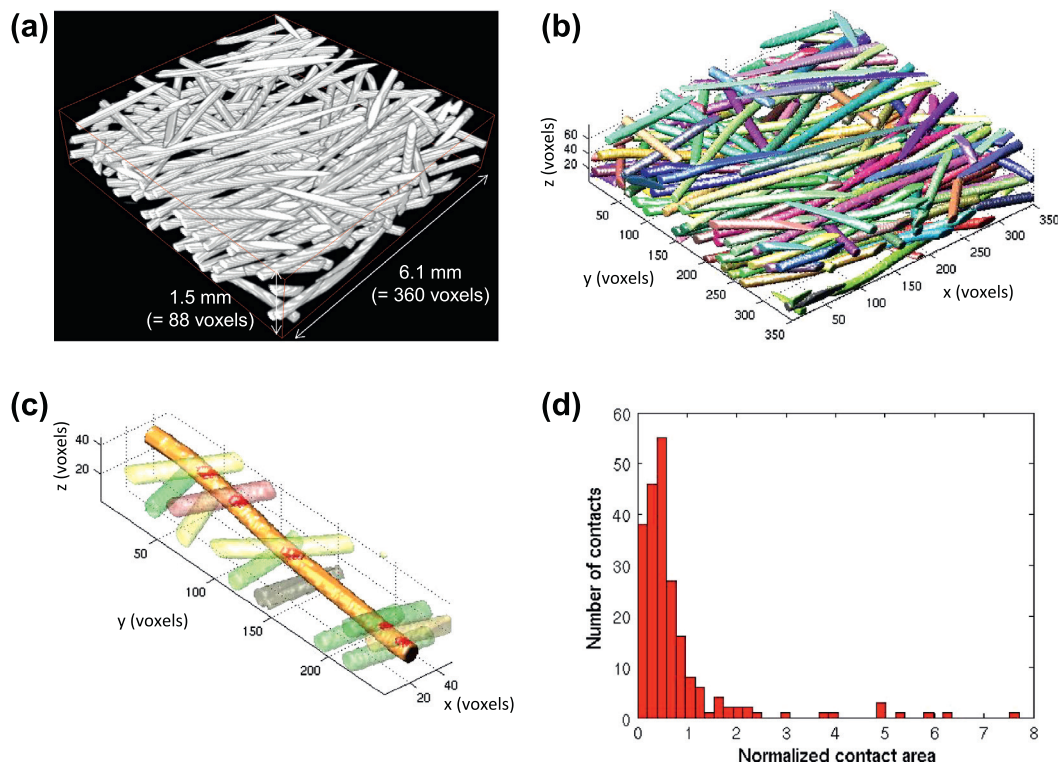 (a)
1.5 mm
(= 88 voxels)
6.1 mm
(= 360 voxels)
(b)
z (voxels)
60
40
20
50
100
150
200
250
300
350
y (voxels)
50
100
150
200
250
300
350
x (voxels)
(c)
z (voxels)
40
20
50
100
150
200
y (voxels)
20
40
x (voxels)
(d)
60
50
40
30
20
10
0
Number of contacts
0 1 2 3 4 5 6 7 8
Normalized contact area